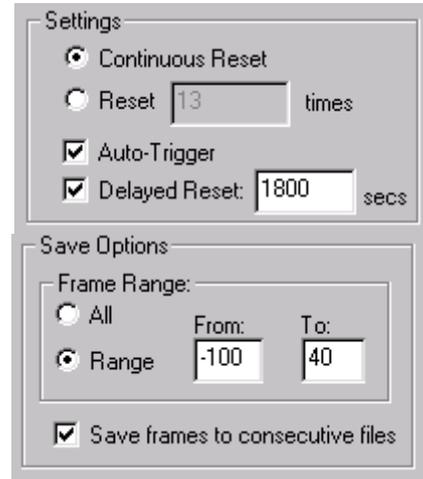 Settings
Continuous Reset
Reset 13 times
Auto-Trigger
Delayed Reset: 1800 secs
Save Options
Frame Range:
All
From: To:
Range -100 40
Save frames to consecutive files